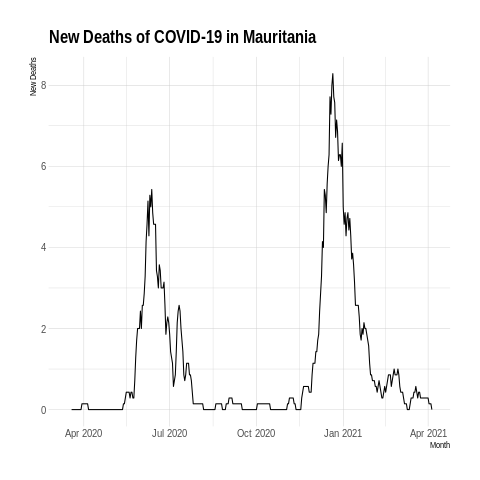 New Deaths of COVID-19 in Mauritania
New Deaths
8
6
4
2
0
Apr 2020 Jul 2020 Oct 2020 Jan 2021 Apr 2021
Month